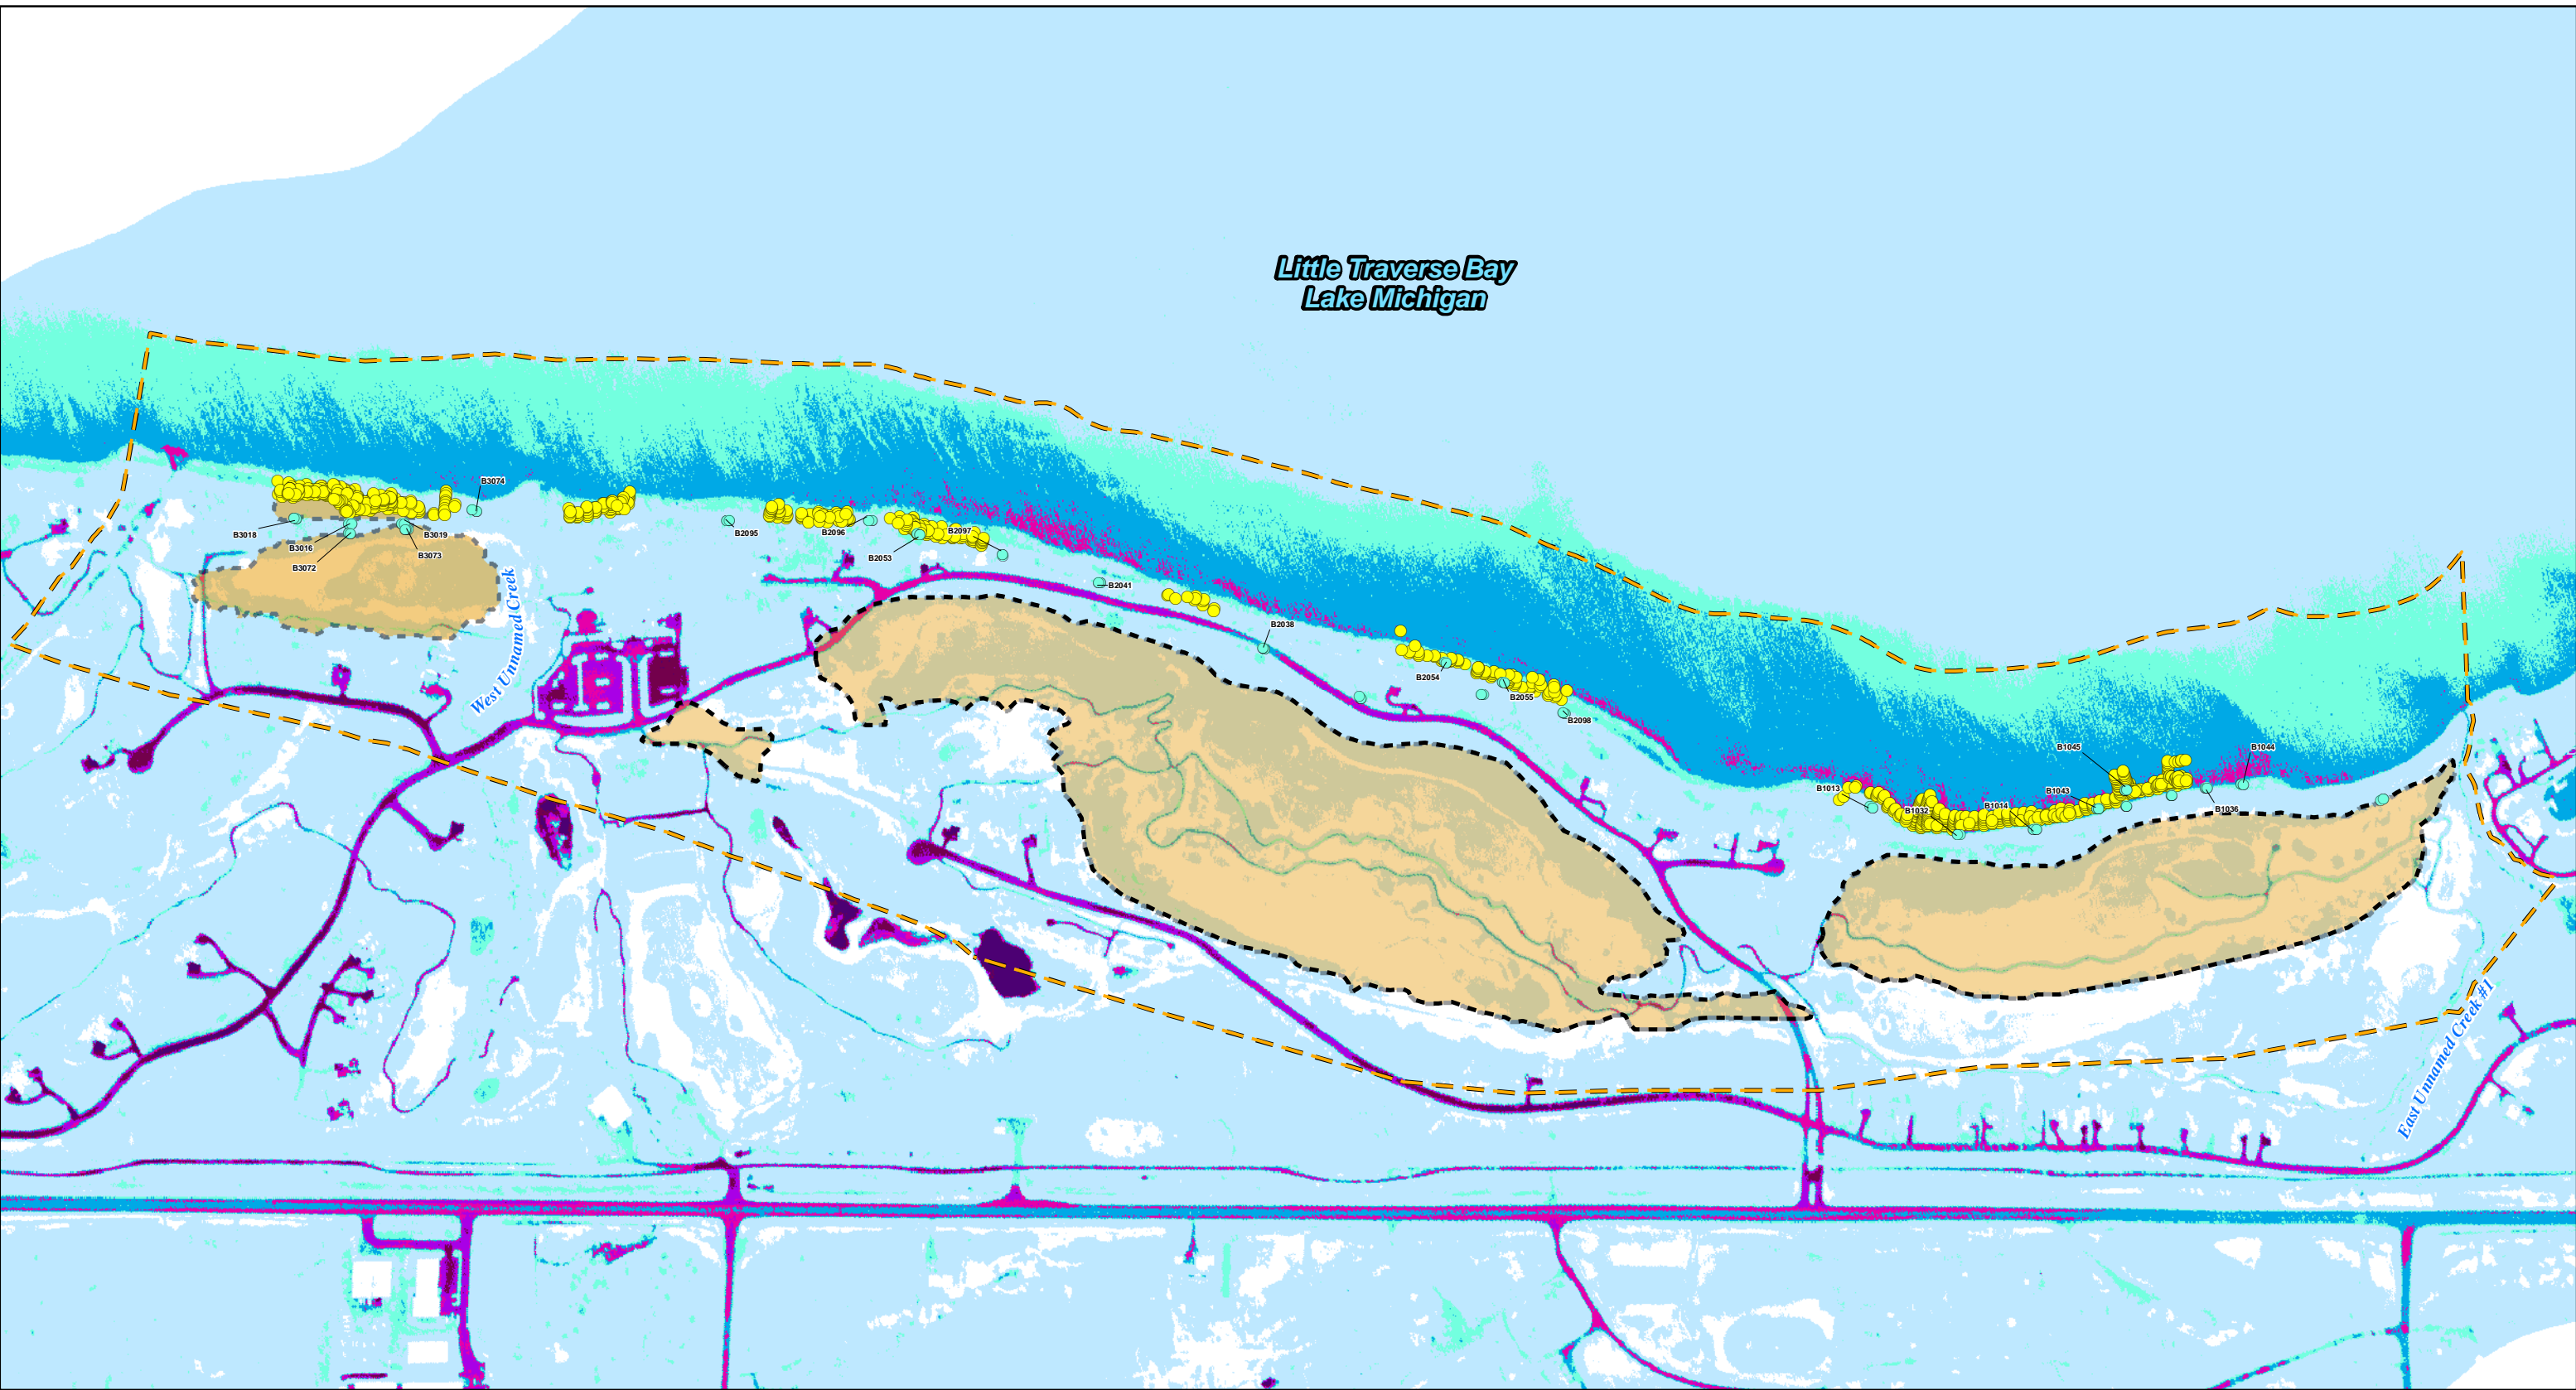 Little Traverse Bay
Lake Michigan
B3074
B3018
B3016
B3019
B3072
B3073
B2095
B2096
B2097
B2053
B2041
B2038
B2054
B2055
B2098
B1045
B1044
B1013
B1043
B1032
B1014
B1036
West Unnamed Creek
East Unnamed Creek #1